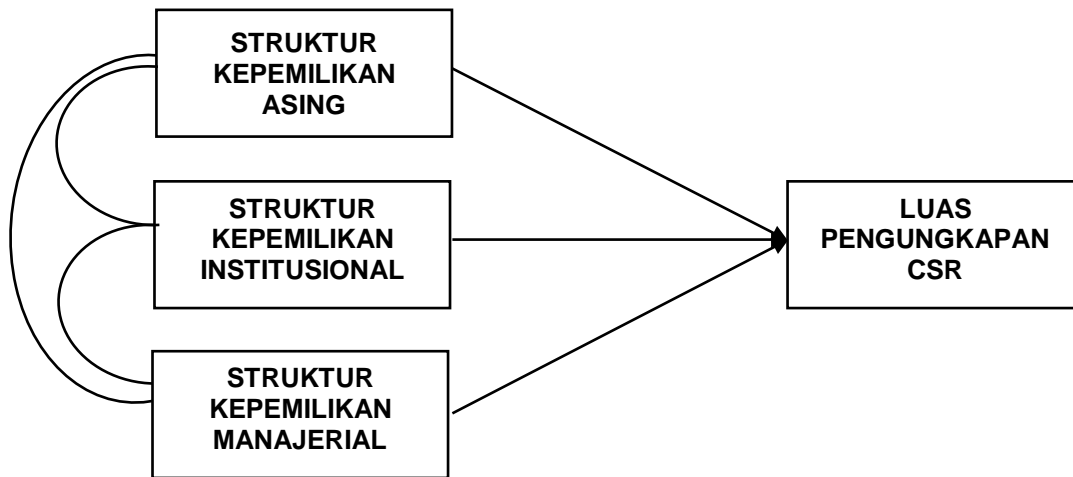 STRUKTUR
KEPEMILIKAN
ASING
STRUKTUR
KEPEMILIKAN
INSTITUSIONAL
STRUKTUR
KEPEMILIKAN
MANAJERIAL
LUAS
PENGUNGKAPAN
CSR